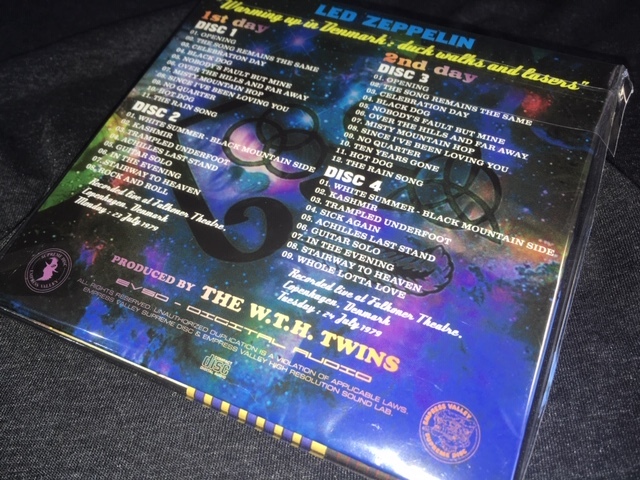 LED ZEPPELIN
"Warming up in Denmark : duck walks and lasers"
1st day
DISC 1
01. OPENING
02. THE SONG REMAINS THE SAME
03. CELEBRATION DAY
04. BLACK DOG
05. NOBODY'S FAULT BUT MINE
06. OVER THE HILLS AND FAR AWAY
07. MISTY MOUNTAIN HOP
08. SINCE I'VE BEEN LOVING YOU
09. NO QUARTER
10. HOT DOG
11. THE RAIN SONG
DISC 2
01. WHITE SUMMER - BLACK MOUNTAIN SIDE
02. KASHMIR
03. TRAMPLED UNDERFOOT
04. ACHILLES LAST STAND
05. GUITAR SOLO
06. IN THE EVENING
07. STAIRWAY TO HEAVEN
08. ROCK AND ROLL
Recorded live at Falkoner Theatre,
Copenhagen, Denmark
Monday : 23 July 1979
2nd day
DISC 3
01. OPENING
02. THE SONG REMAINS THE SAME
03. CELEBRATION DAY
04. BLACK DOG
05. NOBODY'S FAULT BUT MINE
06. OVER THE HILLS AND FAR AWAY
07. MISTY MOUNTAIN HOP
08. SINCE I'VE BEEN LOVING YOU
09. NO QUARTER
10. TEN YEARS GONE
11. HOT DOG
12. THE RAIN SONG
DISC 4
01. WHITE SUMMER - BLACK MOUNTAIN SIDE
02. KASHMIR
03. TRAMPLED UNDERFOOT
04. SICK AGAIN
05. ACHILLES LAST STAND
06. GUITAR SOLO
07. IN THE EVENING
08. STAIRWAY TO HEAVEN
09. WHOLE LOTTA LOVE
Recorded live at Falkoner Theatre,
Copenhagen, Denmark
Tuesday : 24 July 1979
PRODUCED BY THE W.T.H. TWINS
EVSD - DIGITAL AUDIO
ALL RIGHTS RESERVED. UNAUTHORIZED DUPLICATION IS A VIOLATION OF APPLICABLE LAWS.
EMPRESS VALLEY SUPREME DISC & EMPRESS VALLEY HIGH RESOLUTION SOUND LAB.
disc
EMPRESS VALLEY
SUPREME DISC